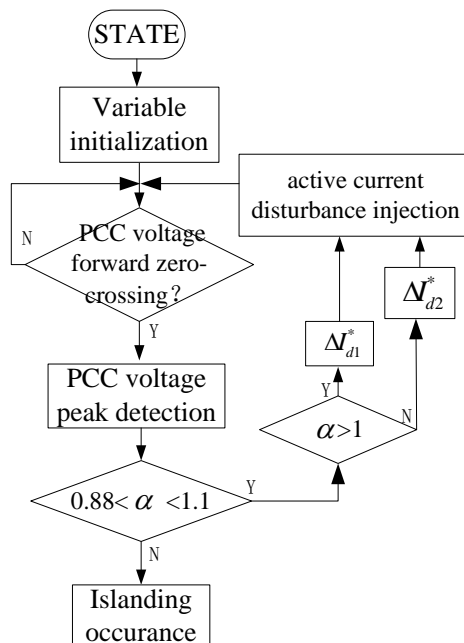 STATE
Variable
initialization
N
PCC voltage
forward zero-
crossing？
Y
PCC voltage
peak detection
0.88< α <1.1
Y
N
Islanding
occurance
α>1
Y
N
ΔI*d1
ΔI*d2
active current
disturbance injection